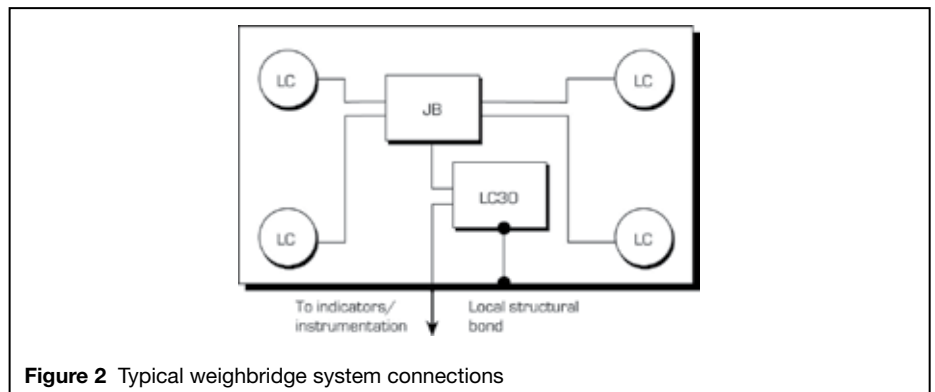 LC
LC
JB
LC30
LC
LC
To indicators/
instrumentation
Local structural
bond
Figure 2 Typical weighbridge system connections